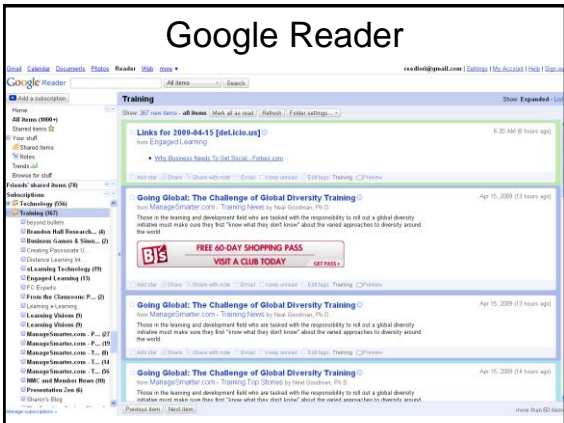 Google Reader
Gmail Calendar Documents Photos Reader Web more ▼
Settings | My Account | Help | Sign ou
Google Reader All items Search
Add a subscription
Home
All items (1000+)
Starred items
Your stuff
Shared items
Notes
Trends
Browse for stuff
Friends' shared items (78)
Subscriptions
Technology (556)
Training (367)
beyond bullets
Brandon Hall Research... (4)
Business Games & Simu... (2)
Creating Passionate U...
Distance Learning Int...
eLearning Technology (19)
Engaged Learning (13)
FC Experts
From the Classroom: P... (2)
Learning e-Learning
Learning Visions (9)
Learning Visions (9)
ManageSmarter.com - P... (27
ManageSmarter.com - P... (19
ManageSmarter.com - T... (8)
ManageSmarter.com - T... (14
ManageSmarter.com - T... (56
NMC and Member News (10)
Presentation Zen (6)
Sharon's Blog
Manage subscriptions »
Training
Show: Expanded - List
Show: 367 new items - all items Mark all as read Refresh Folder settings...
Links for 2009-04-15 [del.icio.us]
6:20 AM (5 hours ago)
from Engaged Learning
Why Business Needs To Get Social - Forbes.com
Add star Share Share with note Email Keep unread Edit tags: Training Preview
Going Global: The Challenge of Global Diversity Training
Apr 15, 2009 (13 hours ago)
from ManageSmarter.com - Training News by Neal Goodman, Ph.D.
Those in the learning and development field who are tasked with the responsibility to roll out a global diversity
initiative must make sure they first "know what they don't know" about the varied approaches to diversity around
the world.
BJ's FREE 60-DAY SHOPPING PASS
VISIT A CLUB TODAY GET PASS
Add star Share Share with note Email Keep unread Edit tags: Training Preview
Going Global: The Challenge of Global Diversity Training
Apr 15, 2009 (13 hours ago)
from ManageSmarter.com - Training News by Neal Goodman, Ph.D.
Those in the learning and development field who are tasked with the responsibility to roll out a global diversity
initiative must make sure they first "know what they don't know" about the varied approaches to diversity around
the world.
Add star Share Share with note Email Keep unread Edit tags: Training Preview
Going Global: The Challenge of Global Diversity Training
Apr 15, 2009 (14 hours ago)
from ManageSmarter.com - Training Top Stories by Neal Goodman, Ph.D.
Those in the learning and development field who are tasked with the responsibility to roll out a global diversity
initiative must make sure they first "know what they don't know" about the varied approaches to diversity around
Previous item Next item
more than 60 items